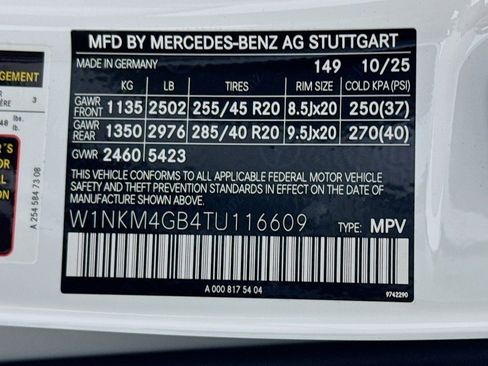 MFD BY MERCEDES-BENZ AG STUTTGART
MADE IN GERMANY 149 10/25
KG LB TIRES RIM SIZE COLD KPA (PSI)
GAWR FRONT 1135 2502 255/45 R20 8.5Jx20 250(37)
GAWR REAR 1350 2976 285/40 R20 9.5Jx20 270(40)
GVWR 2460 5423
THIS VEHICLE CONFORMS TO ALL APPLICABLE FEDERAL MOTOR VEHICLE
SAFETY, BUMPER, AND THEFT PREVENTION STANDARDS IN EFFECT ON THE DATE
OF MANUFACTURE SHOWN ABOVE.
W1NKM4GB4TU116609 TYPE: MPV
A 000 817 54 04
9742290
A 254 584 73 08
3
lbs.